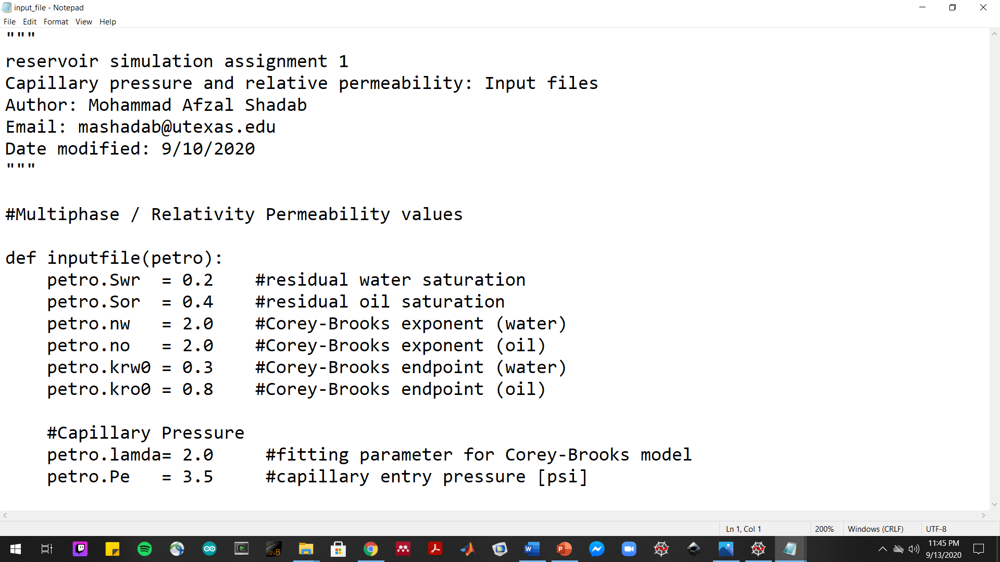 input_file - Notepad
File Edit Format View Help
"""
reservoir simulation assignment 1
Capillary pressure and relative permeability: Input files
Author: Mohammad Afzal Shadab
Email: mashadab@utexas.edu
Date modified: 9/10/2020
"""
#Multiphase / Relativity Permeability values
def inputfile(petro):
    petro.Swr  = 0.2    #residual water saturation
    petro.Sor  = 0.4    #residual oil saturation
    petro.nw   = 2.0    #Corey-Brooks exponent (water)
    petro.no   = 2.0    #Corey-Brooks exponent (oil)
    petro.krw0 = 0.3    #Corey-Brooks endpoint (water)
    petro.kro0 = 0.8    #Corey-Brooks endpoint (oil)
    #Capillary Pressure
    petro.lamda= 2.0     #fitting parameter for Corey-Brooks model
    petro.Pe   = 3.5     #capillary entry pressure [psi]
Ln 1, Col 1 200% Windows (CRLF) UTF-8
SN8
11:45 PM
9/13/2020